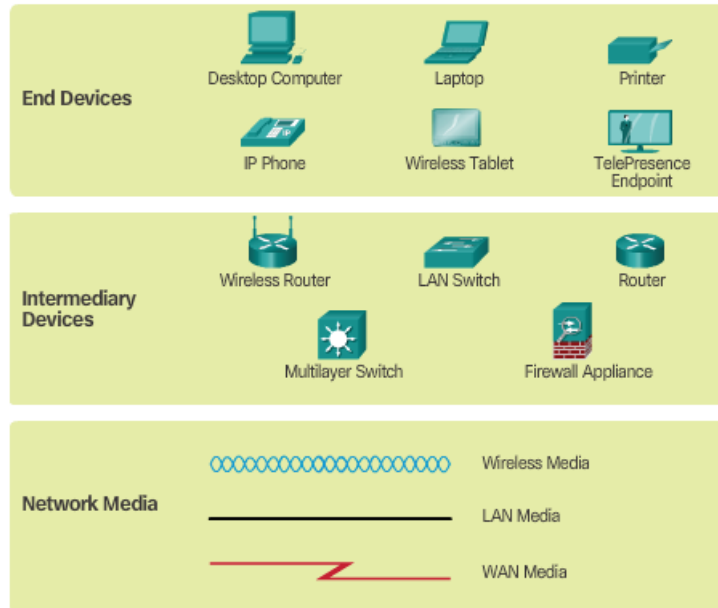 End Devices
Desktop Computer
Laptop
Printer
IP Phone
Wireless Tablet
TelePresence
Endpoint
Intermediary
Devices
Wireless Router
LAN Switch
Router
Multilayer Switch
Firewall Appliance
Network Media
Wireless Media
LAN Media
WAN Media